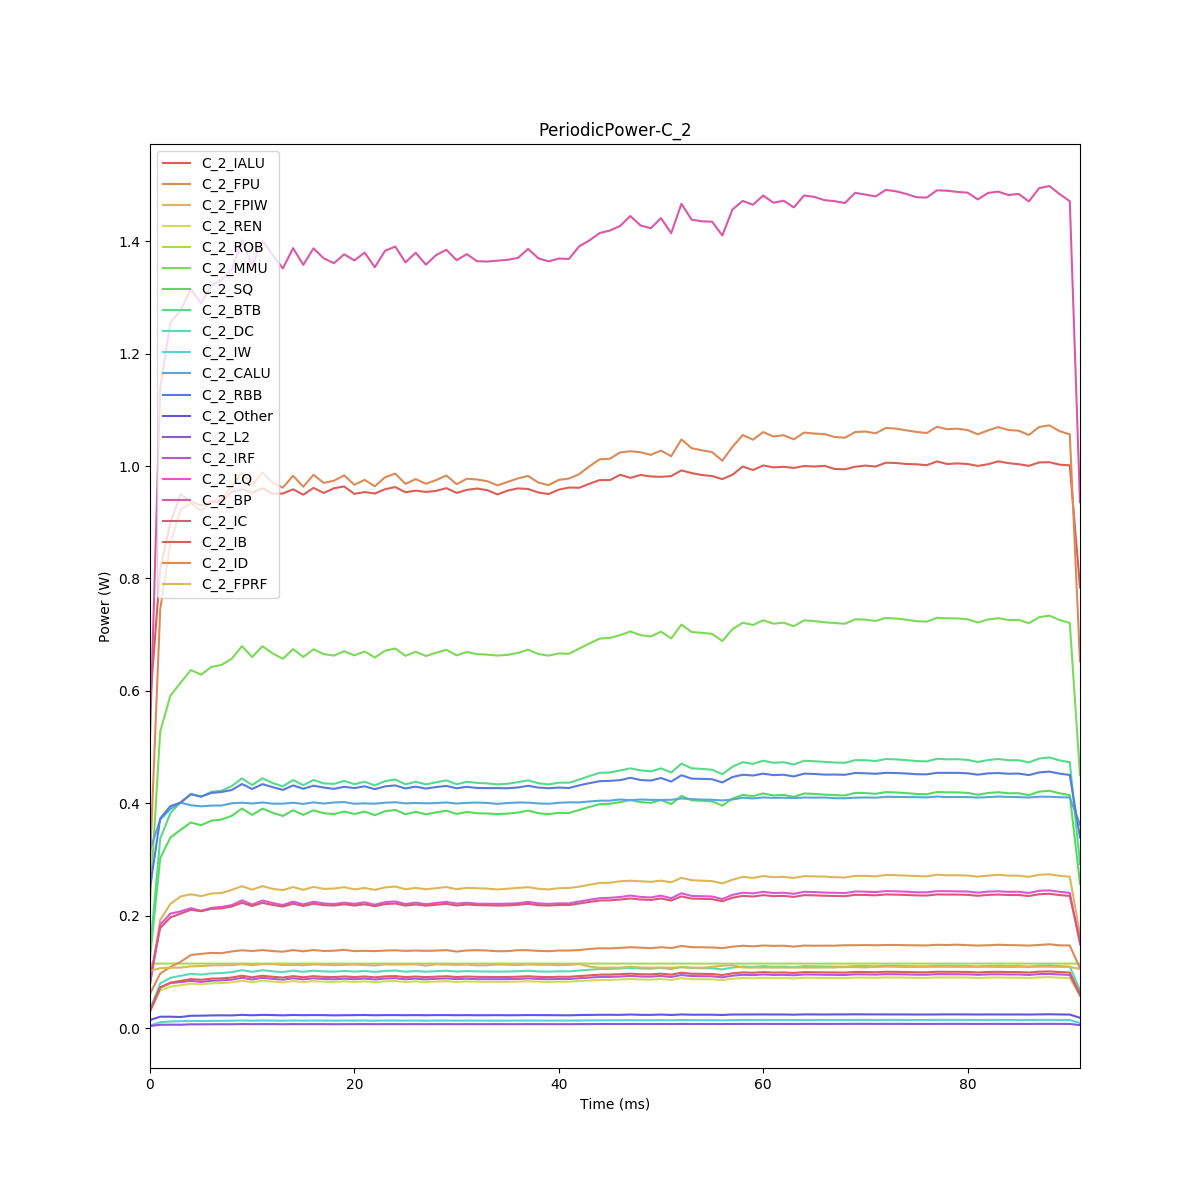 PeriodicPower-C_2
C_2_IALU
C_2_FPU
C_2_FPIW
C_2_REN
C_2_ROB
C_2_MMU
C_2_SQ
C_2_BTB
C_2_DC
C_2_IW
C_2_CALU
C_2_RBB
C_2_Other
C_2_L2
C_2_IRF
C_2_LQ
C_2_BP
C_2_IC
C_2_IB
C_2_ID
C_2_FPRF
1.4
1.2
1.0
0.8
0.6
0.4
0.2
0.0
Power (W)
0 20 40 60 80
Time (ms)